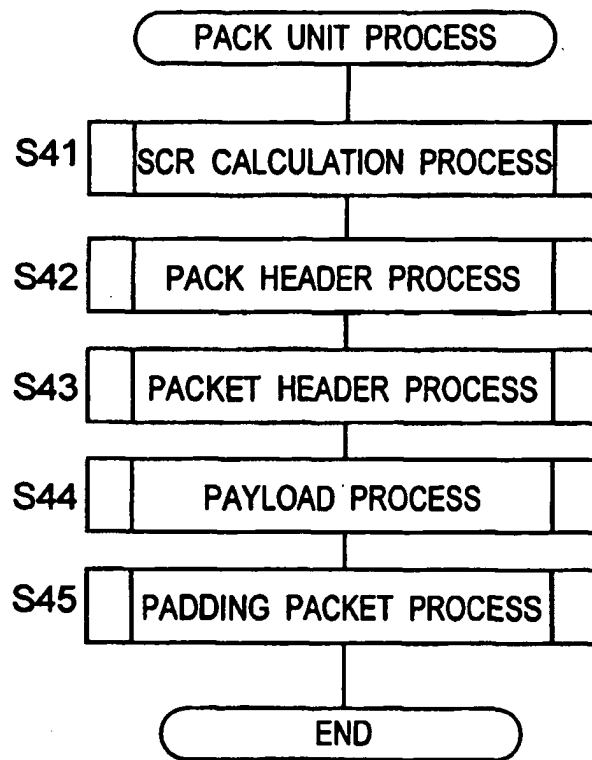 PACK UNIT PROCESS
S41 SCR CALCULATION PROCESS
S42 PACK HEADER PROCESS
S43 PACKET HEADER PROCESS
S44 PAYLOAD PROCESS
S45 PADDING PACKET PROCESS
END